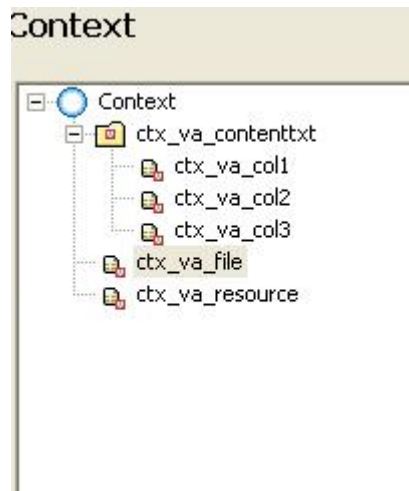 Context
Context
ctx_va_contenttxt
ctx_va_col1
ctx_va_col2
ctx_va_col3
ctx_va_file
ctx_va_resource